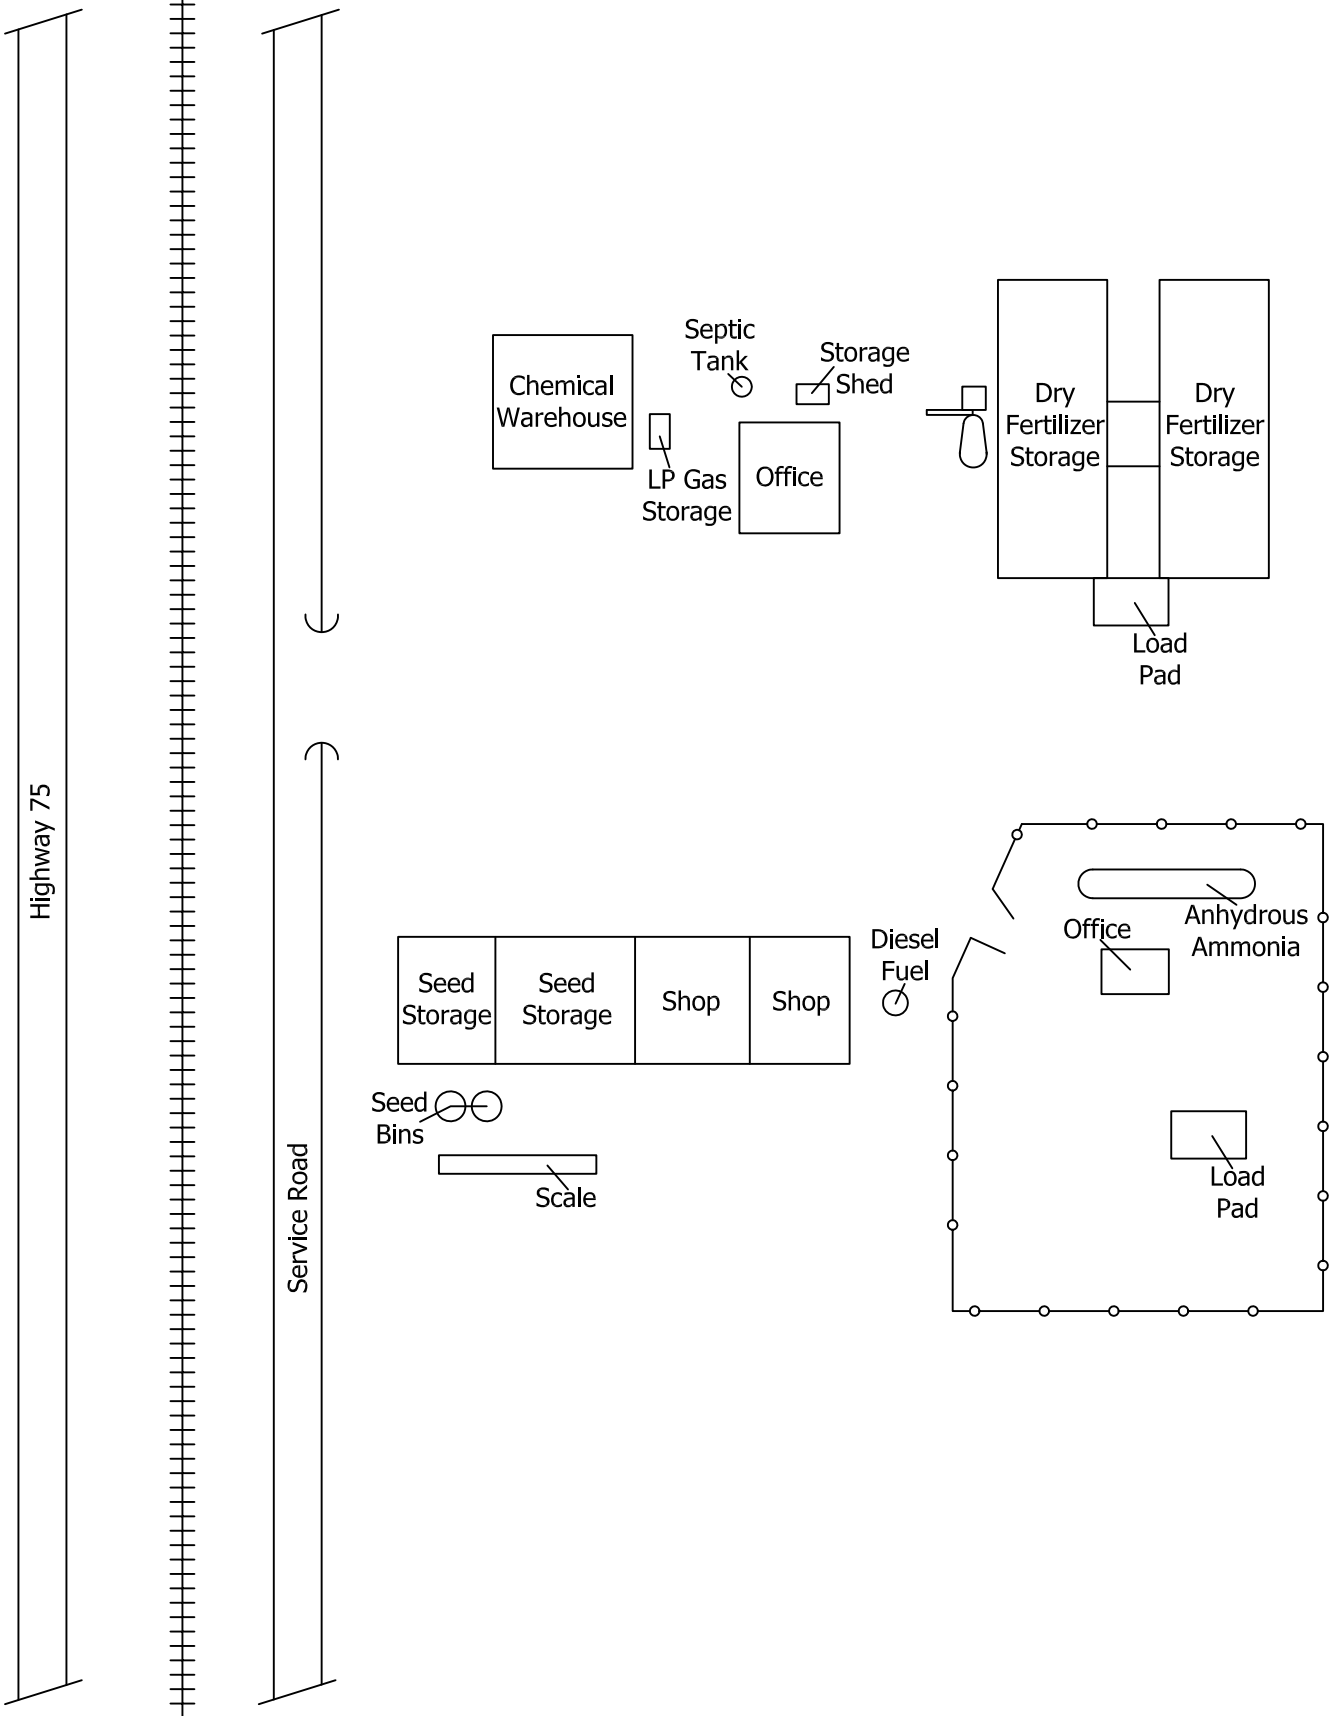 Septic
Tank
Storage
Shed
Chemical
Warehouse
LP Gas
Storage
Office
Dry
Fertilizer
Storage
Dry
Fertilizer
Storage
Load
Pad
Highway 75
Service Road
Anhydrous
Ammonia
Office
Diesel
Fuel
Seed
Storage
Seed
Storage
Shop
Shop
Seed
Bins
Scale
Load
Pad